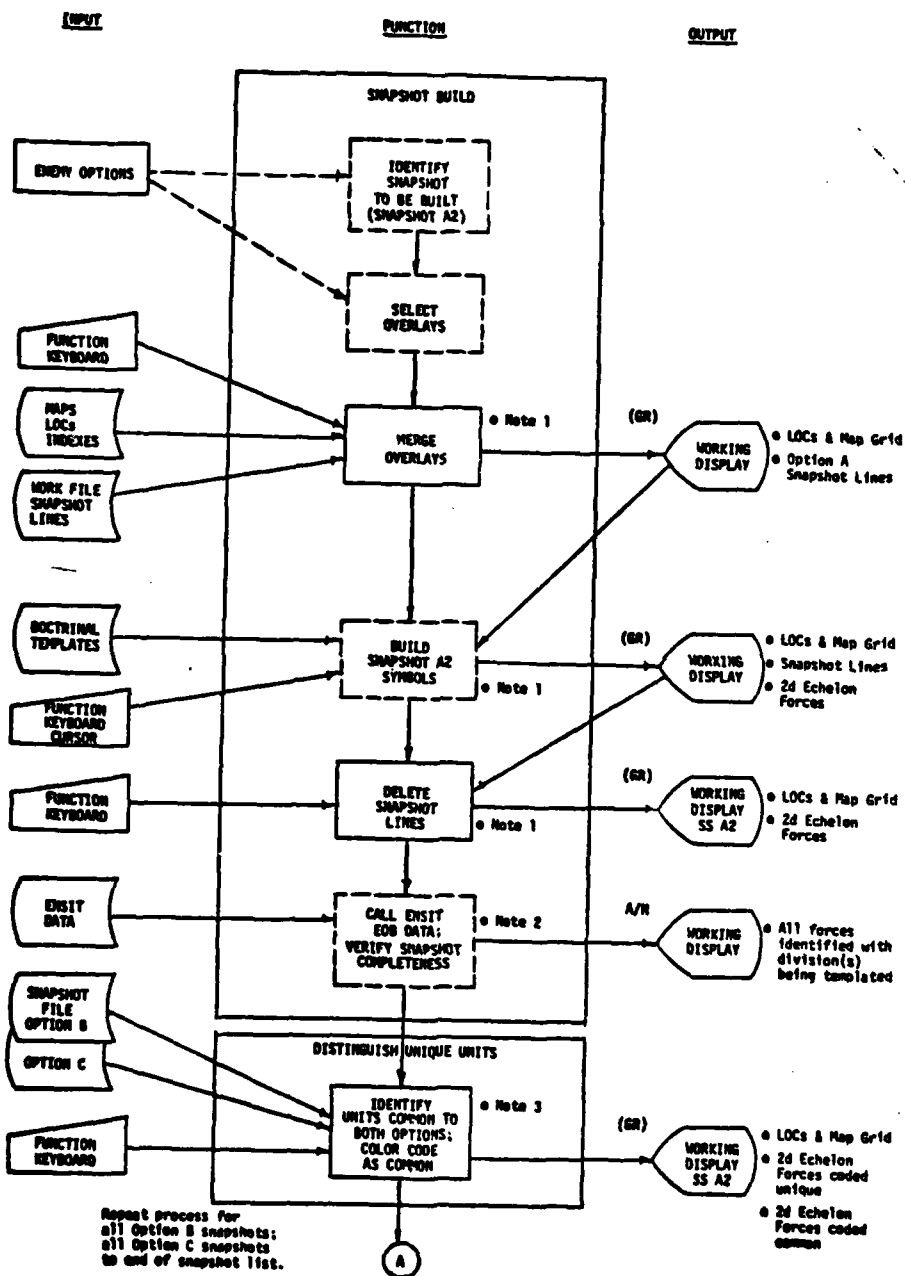 INPUT
FUNCTION
OUTPUT
SNAPSHOT BUILD
ENEMY OPTIONS
IDENTIFY
SNAPSHOT
TO BE BUILT
(SNAPSHOT A2)
SELECT
OVERLAYS
FUNCTION
KEYBOARD
MAPS
LOCs
INDEXES
WORK FILE
SNAPSHOT
LINES
MERGE
OVERLAYS
● Note 1
(GR)
WORKING
DISPLAY
● LOCs & Map Grid
● Option A
Snapshot Lines
DOCTRINAL
TEMPLATES
FUNCTION
KEYBOARD
CURSOR
BUILD
SNAPSHOT A2
SYMBOLS
● Note 1
(GR)
WORKING
DISPLAY
● LOCs & Map Grid
● Snapshot Lines
● 2d Echelon
Forces
FUNCTION
KEYBOARD
DELETE
SNAPSHOT
LINES
● Note 1
(GR)
WORKING
DISPLAY
SS A2
● LOCs & Map Grid
● 2d Echelon
Forces
ENSIT
DATA
CALL ENSIT
EOB DATA;
VERIFY SNAPSHOT
COMPLETENESS
● Note 2
A/N
WORKING
DISPLAY
● All forces
identified with
division(s)
being templated
SNAPSHOT
FILE
OPTION B
OPTION C
FUNCTION
KEYBOARD
DISTINGUISH UNIQUE UNITS
IDENTIFY
UNITS COMMON TO
BOTH OPTIONS;
COLOR CODE
AS COMMON
● Note 3
(GR)
WORKING
DISPLAY
SS A2
● LOCs & Map Grid
● 2d Echelon
Forces coded
unique
● 2d Echelon
Forces coded
common
Repeat process for
all Option B snapshots;
all Option C snapshots
to end of snapshot list.
A